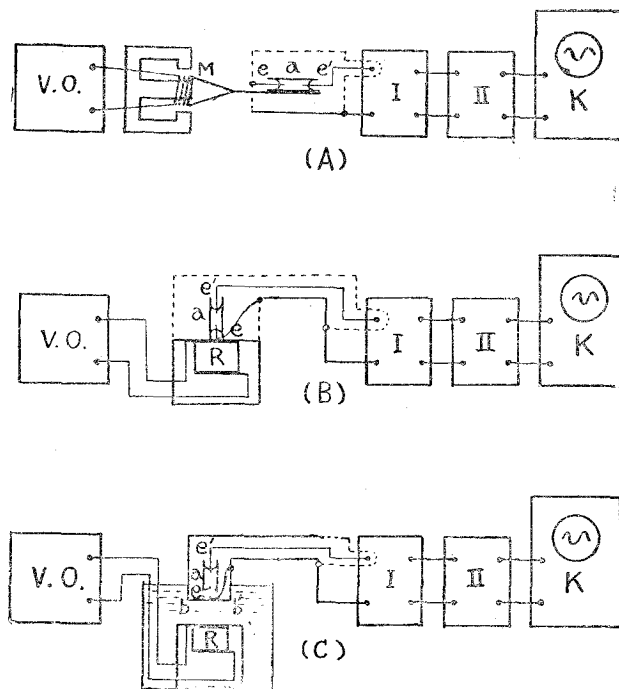 V.O. M e a e' I II K
(A)
V.O. e' a e R I II K
(B)
V.O. e' a e b b R I II K
(C)